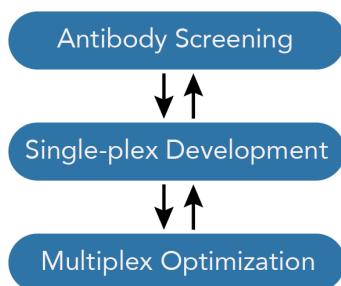 Antibody Screening
Single-plex Development
Multiplex Optimization